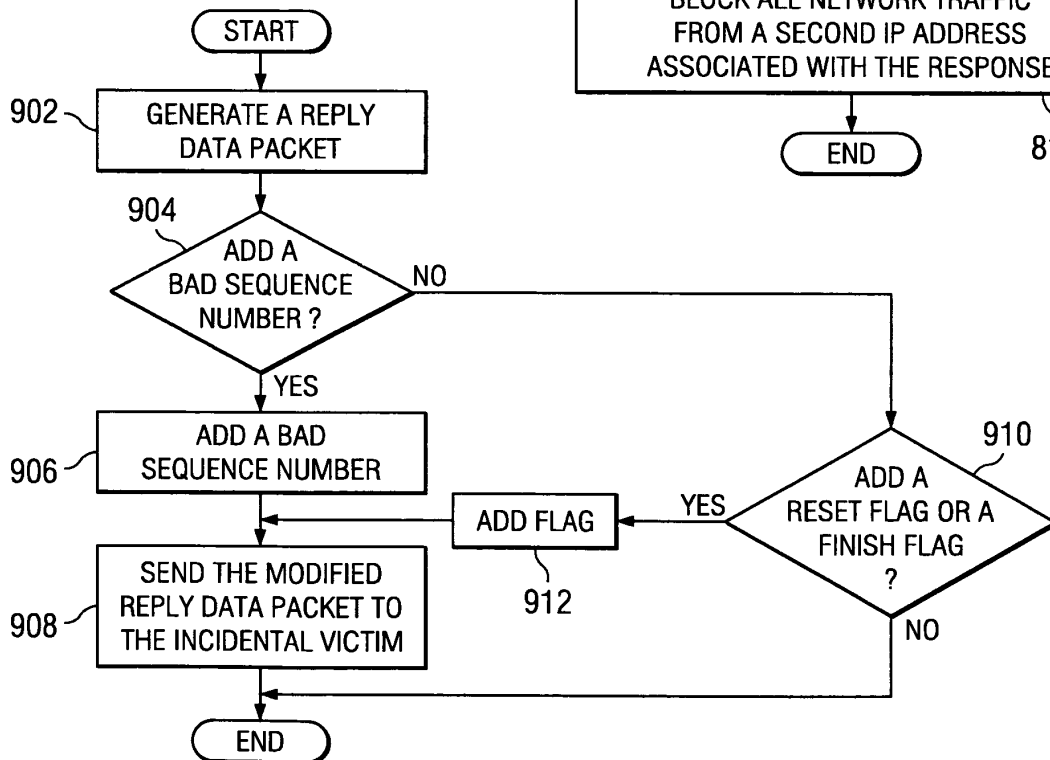 START
902
GENERATE A REPLY
DATA PACKET
904
ADD A
BAD SEQUENCE
NUMBER ?
NO
YES
906
ADD A BAD
SEQUENCE NUMBER
908
SEND THE MODIFIED
REPLY DATA PACKET TO
THE INCIDENTAL VICTIM
END
912
ADD FLAG
YES
910
ADD A
RESET FLAG OR A
FINISH FLAG
?
NO
BLOCK ALL NETWORK TRAFFIC
FROM A SECOND IP ADDRESS
ASSOCIATED WITH THE RESPONSE
END